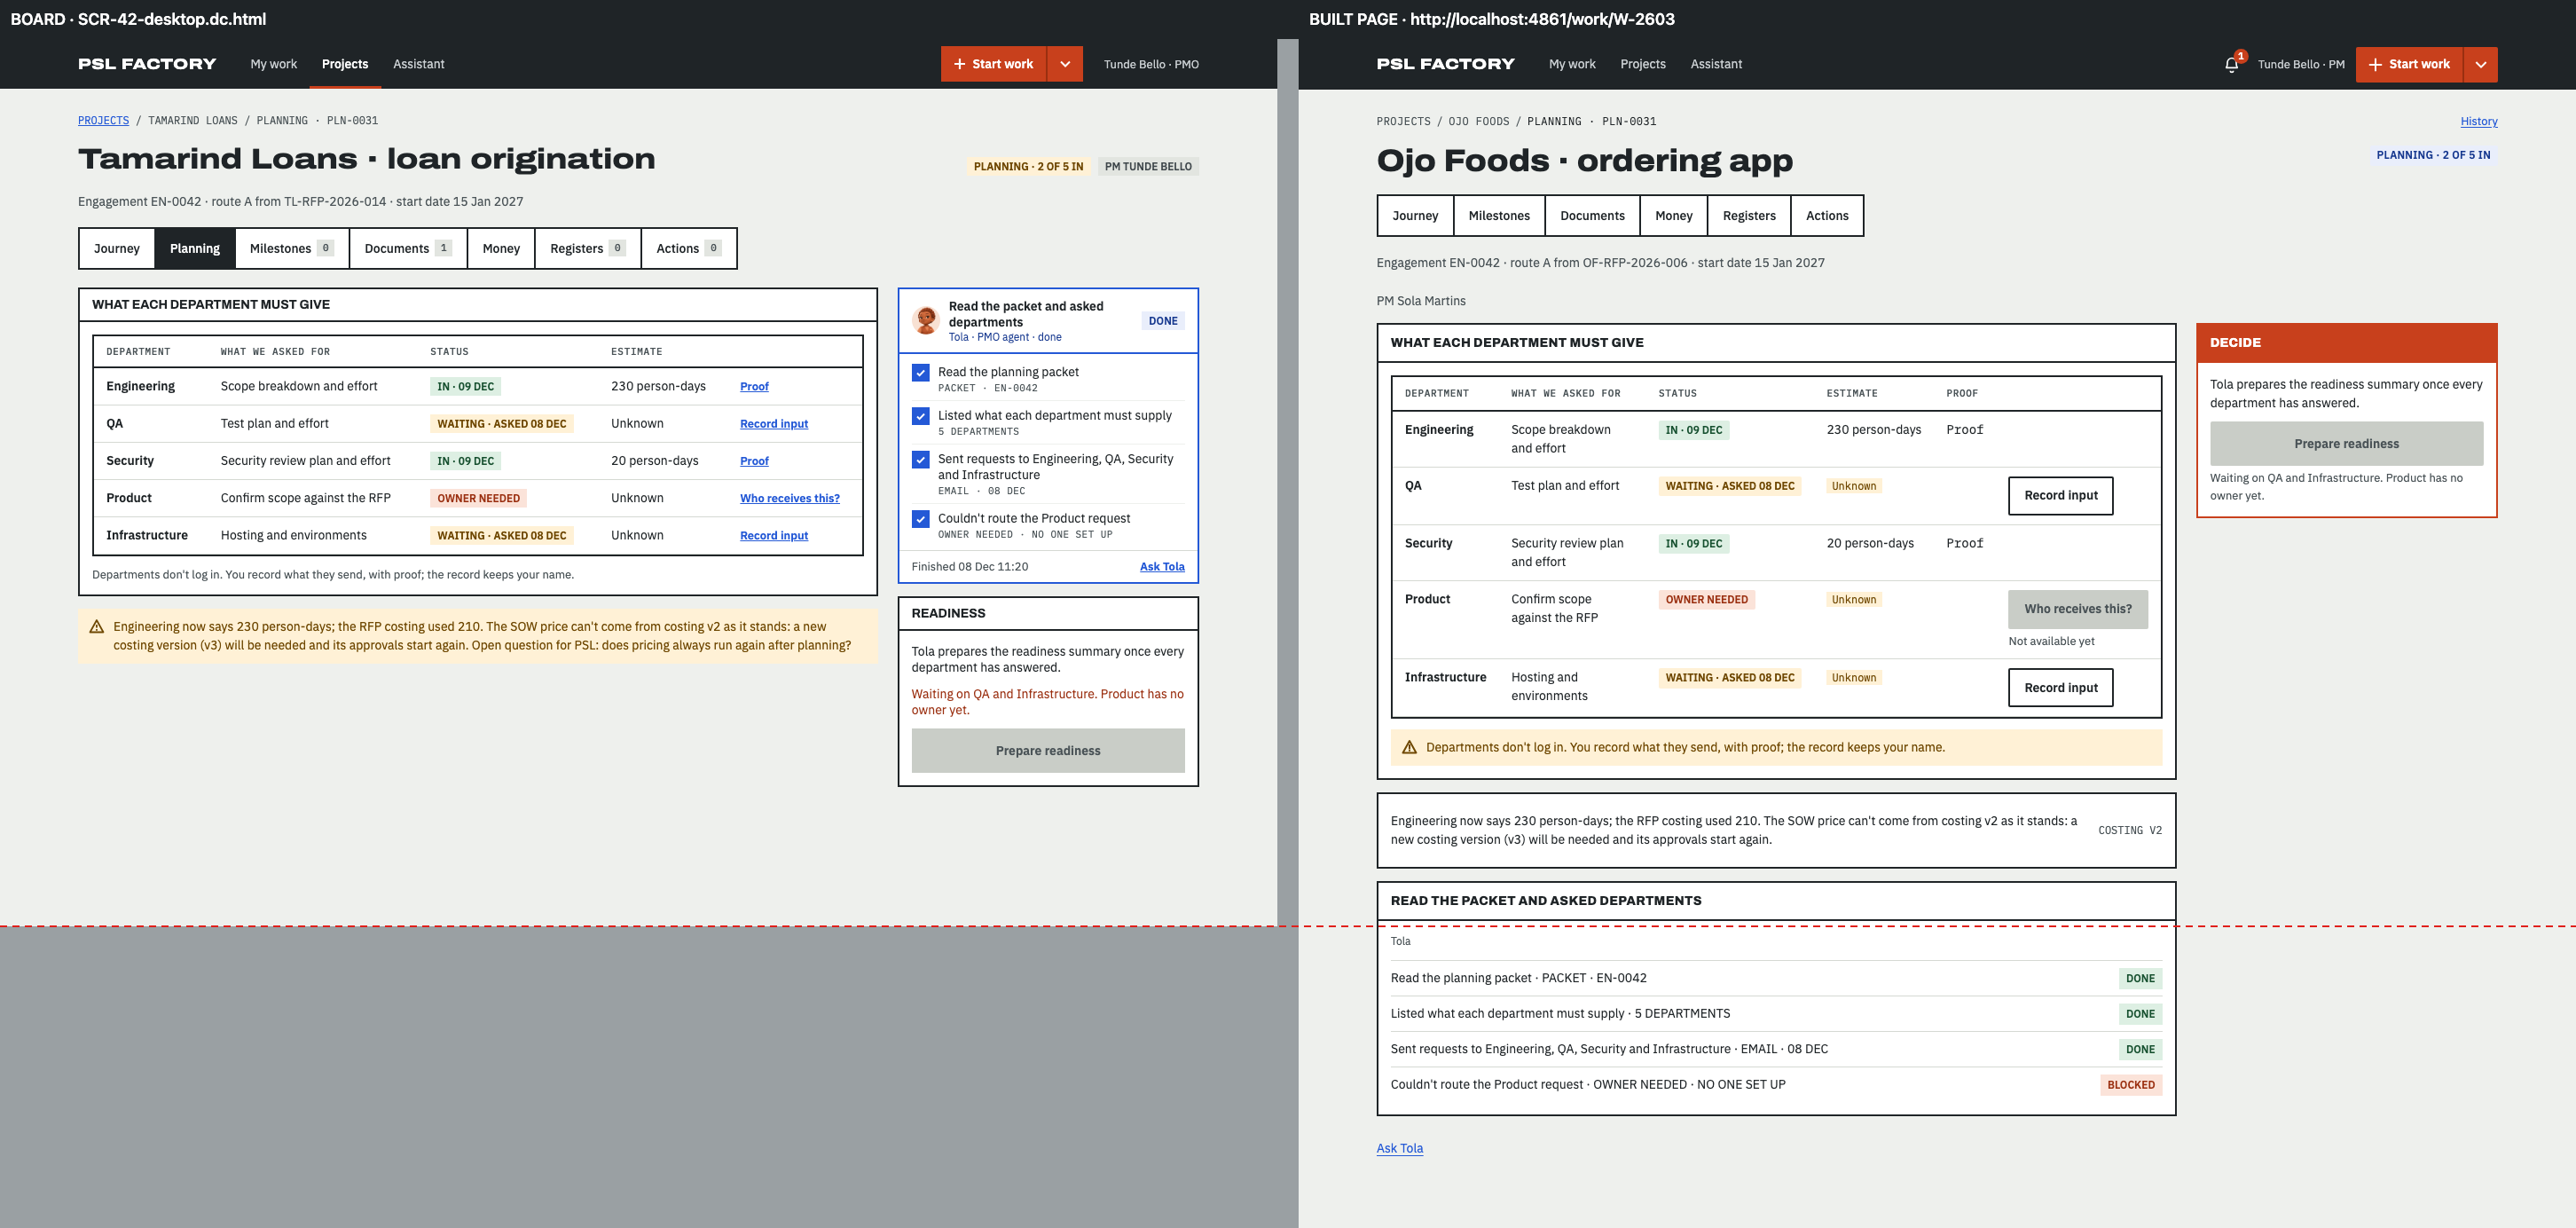 BOARD · SCR-42-desktop.dc.html
PSL FACTORY
My work
Projects
Assistant
Start work
Tunde Bello · PMO
PROJECTS / TAMARIND LOANS / PLANNING · PLN-0031
Tamarind Loans · loan origination
PLANNING · 2 OF 5 IN
PM TUNDE BELLO
Engagement EN-0042 · route A from TL-RFP-2026-014 · start date 15 Jan 2027
Journey
Planning
Milestones 0
Documents 1
Money
Registers 0
Actions 0
WHAT EACH DEPARTMENT MUST GIVE
DEPARTMENT WHAT WE ASKED FOR STATUS ESTIMATE
Engineering Scope breakdown and effort IN · 09 DEC 230 person-days Proof
QA Test plan and effort WAITING · ASKED 08 DEC Unknown Record input
Security Security review plan and effort IN · 09 DEC 20 person-days Proof
Product Confirm scope against the RFP OWNER NEEDED Unknown Who receives this?
Infrastructure Hosting and environments WAITING · ASKED 08 DEC Unknown Record input
Departments don't log in. You record what they send, with proof; the record keeps your name.
Engineering now says 230 person-days; the RFP costing used 210. The SOW price can't come from costing v2 as it stands: a new
costing version (v3) will be needed and its approvals start again. Open question for PSL: does pricing always run again after planning?
Read the packet and asked
departments
Tola · PMO agent · done
DONE
Read the planning packet
PACKET · EN-0042
Listed what each department must supply
5 DEPARTMENTS
Sent requests to Engineering, QA, Security
and Infrastructure
EMAIL · 08 DEC
Couldn't route the Product request
OWNER NEEDED · NO ONE SET UP
Finished 08 Dec 11:20
Ask Tola
READINESS
Tola prepares the readiness summary once every
department has answered.
Waiting on QA and Infrastructure. Product has no
owner yet.
Prepare readiness
BUILT PAGE · http://localhost:4861/work/W-2603
PSL FACTORY
My work
Projects
Assistant
1
Tunde Bello · PM
Start work
PROJECTS / OJO FOODS / PLANNING · PLN-0031
History
Ojo Foods · ordering app
PLANNING · 2 OF 5 IN
Journey
Milestones
Documents
Money
Registers
Actions
Engagement EN-0042 · route A from OF-RFP-2026-006 · start date 15 Jan 2027
PM Sola Martins
WHAT EACH DEPARTMENT MUST GIVE
DEPARTMENT WHAT WE ASKED FOR STATUS ESTIMATE PROOF
Engineering Scope breakdown IN · 09 DEC 230 person-days Proof
and effort
QA Test plan and effort WAITING · ASKED 08 DEC Unknown Record input
Security Security review plan IN · 09 DEC 20 person-days Proof
and effort
Product Confirm scope OWNER NEEDED Unknown Who receives this?
against the RFP
Not available yet
Infrastructure Hosting and WAITING · ASKED 08 DEC Unknown Record input
environments
Departments don't log in. You record what they send, with proof; the record keeps your name.
Engineering now says 230 person-days; the RFP costing used 210. The SOW price can't come from costing v2 as it stands: a
new costing version (v3) will be needed and its approvals start again.
COSTING V2
READ THE PACKET AND ASKED DEPARTMENTS
Tola
Read the planning packet · PACKET · EN-0042 DONE
Listed what each department must supply · 5 DEPARTMENTS DONE
Sent requests to Engineering, QA, Security and Infrastructure · EMAIL · 08 DEC DONE
Couldn't route the Product request · OWNER NEEDED · NO ONE SET UP BLOCKED
Ask Tola
DECIDE
Tola prepares the readiness summary once every
department has answered.
Prepare readiness
Waiting on QA and Infrastructure. Product has no
owner yet.